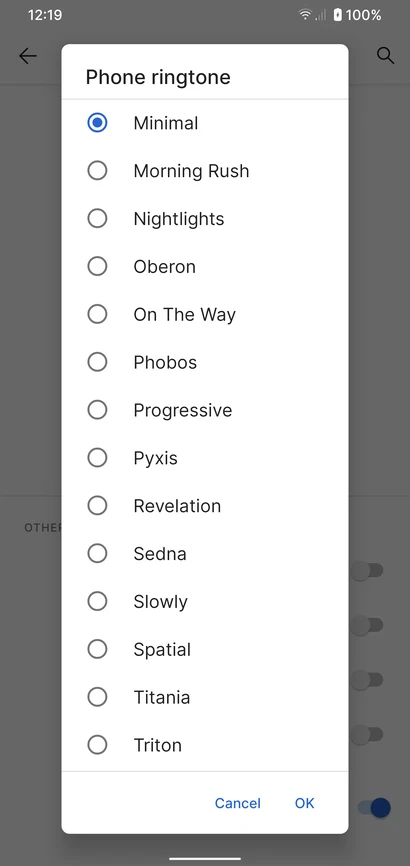 12:19
100%
Phone ringtone
Minimal
Morning Rush
Nightlights
Oberon
On The Way
Phobos
Progressive
Pyxis
Revelation
OTHER
Sedna
Slowly
Spatial
Titania
Triton
Cancel
OK